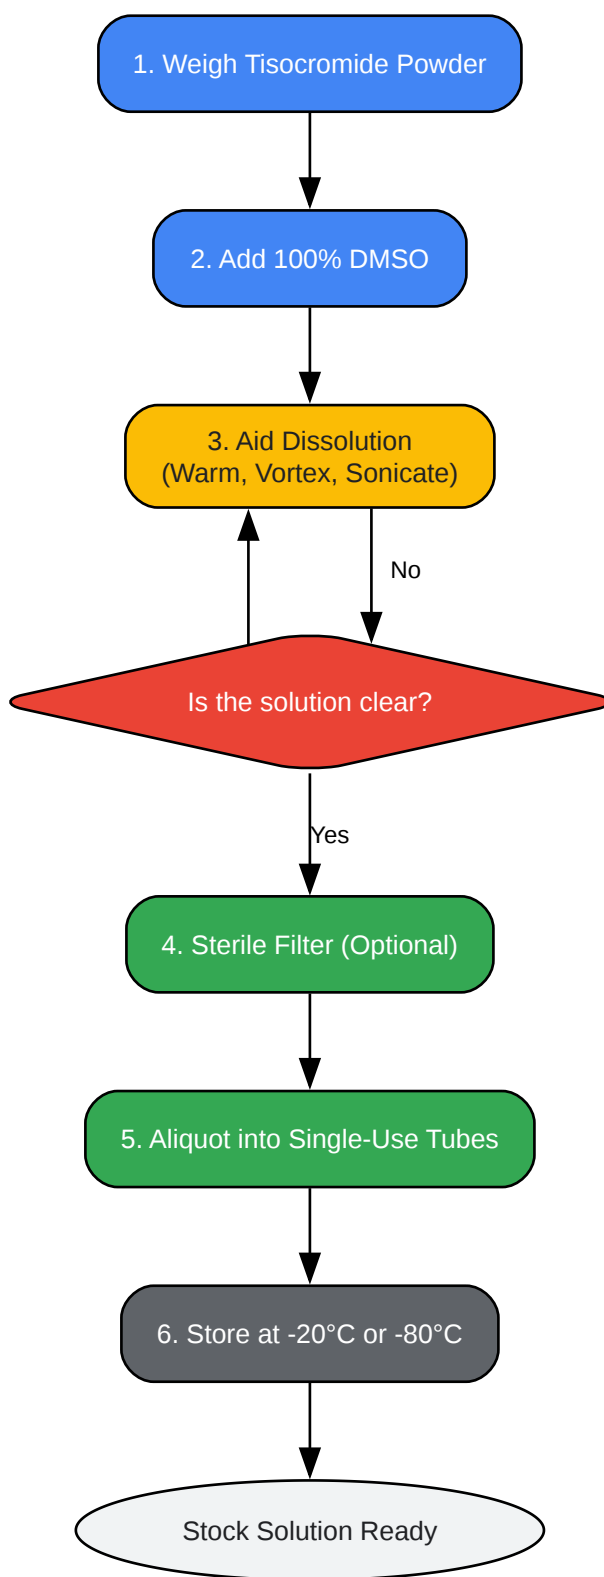 1. Weigh Tisocromide Powder
2. Add 100% DMSO
3. Aid Dissolution
(Warm, Vortex, Sonicate)
No
Is the solution clear?
Yes
4. Sterile Filter (Optional)
5. Aliquot into Single-Use Tubes
6. Store at -20°C or -80°C
Stock Solution Ready